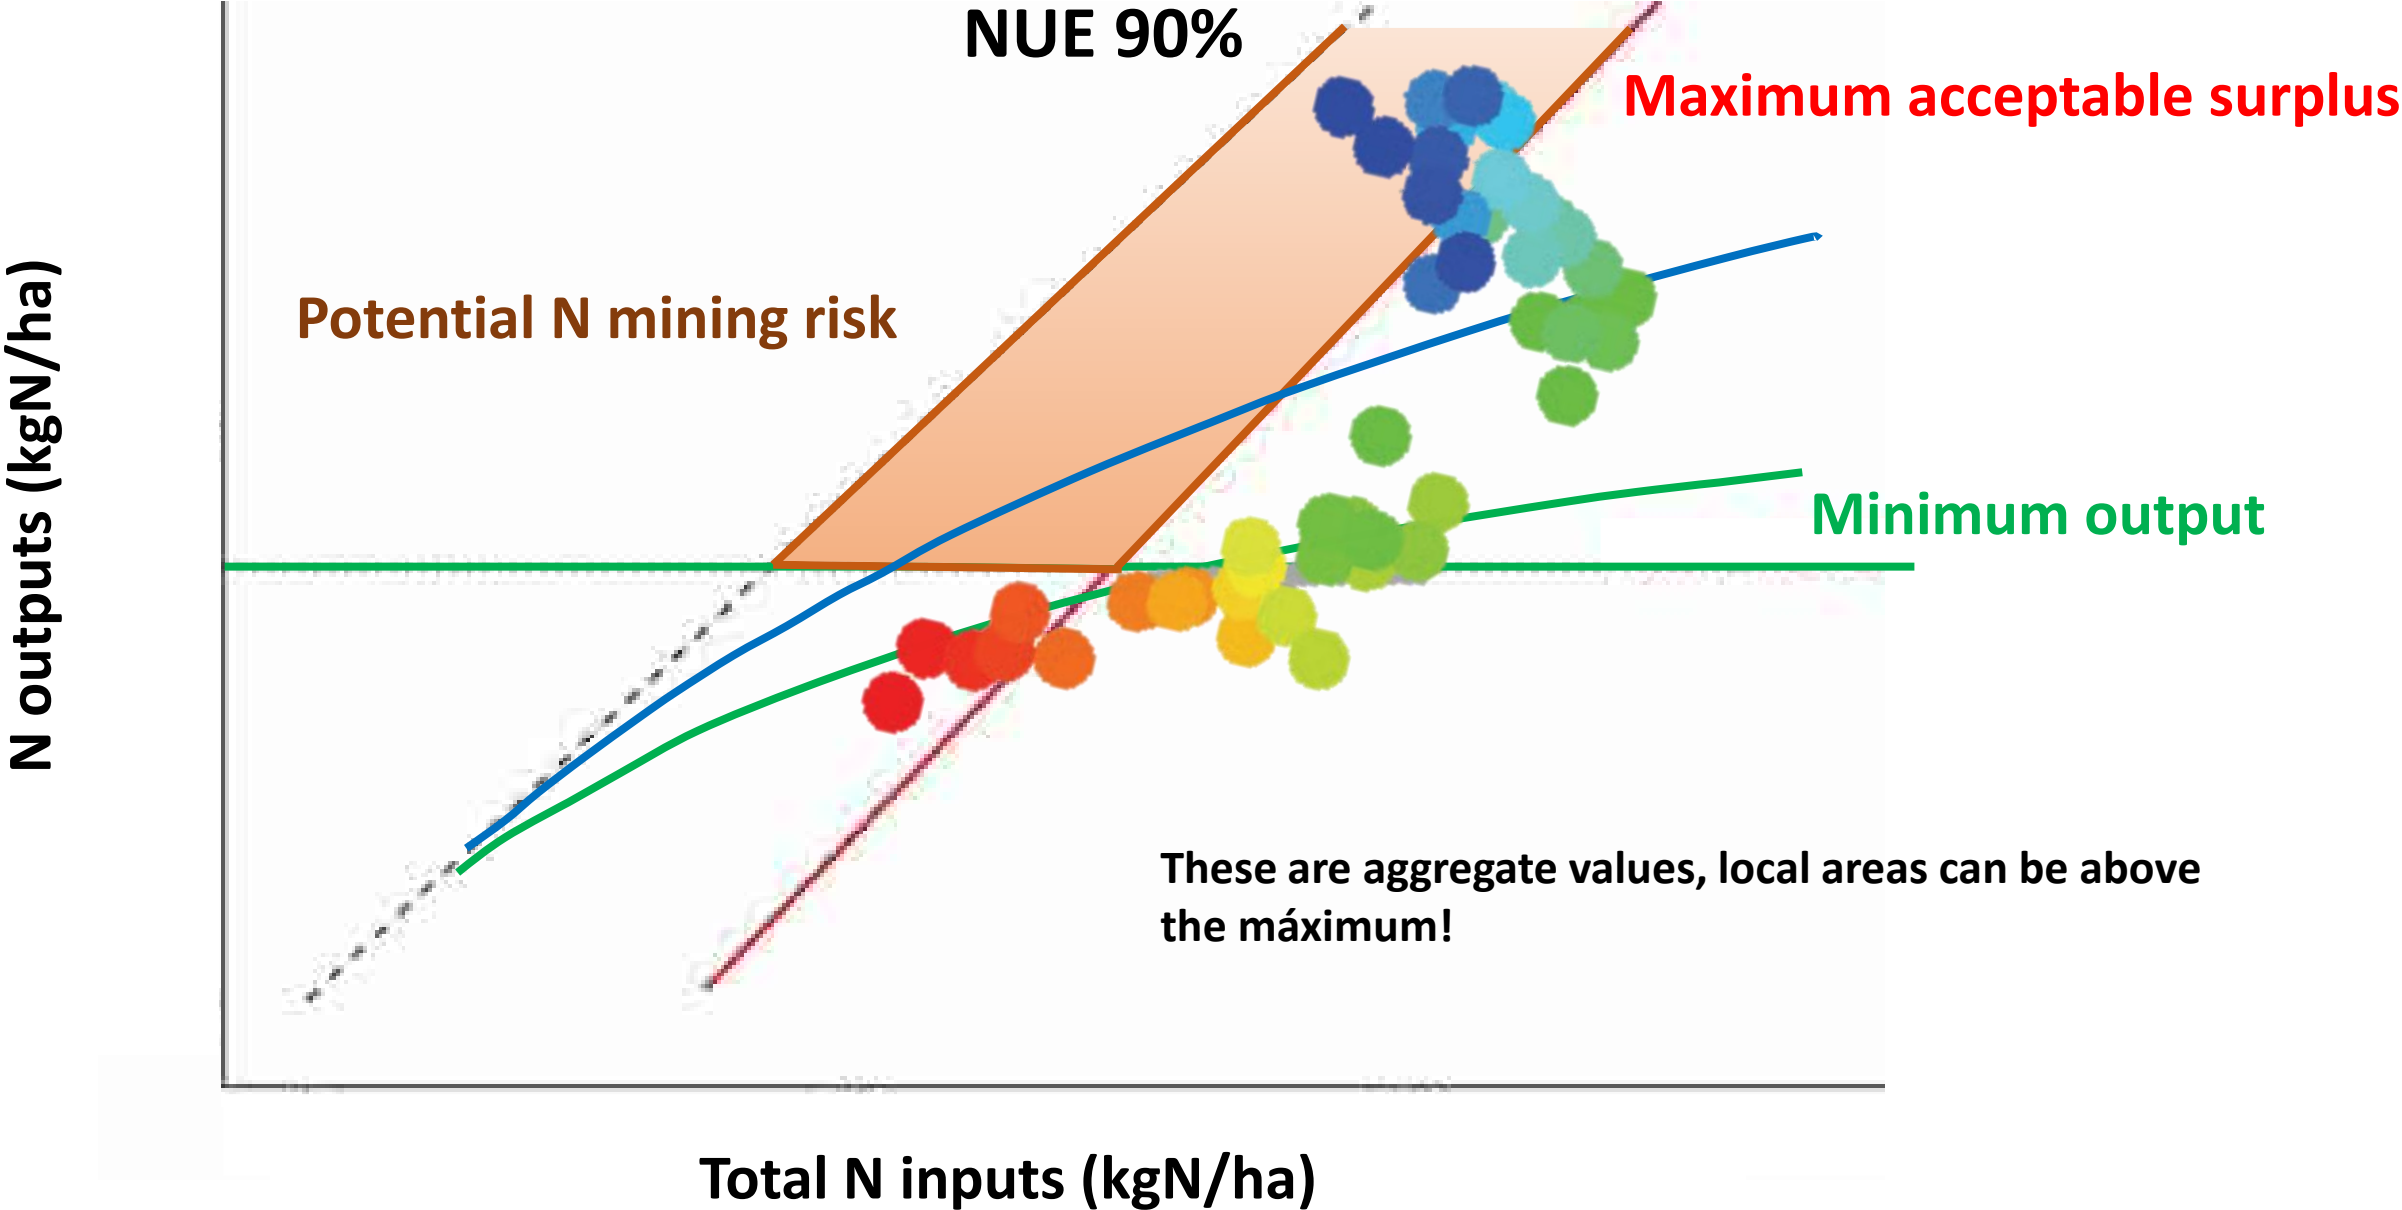 NUE 90%
Maximum acceptable surplus
Potential N mining risk
Minimum output
N outputs (kgN/ha)
These are aggregate values, local areas can be above
the máximum!
Total N inputs (kgN/ha)